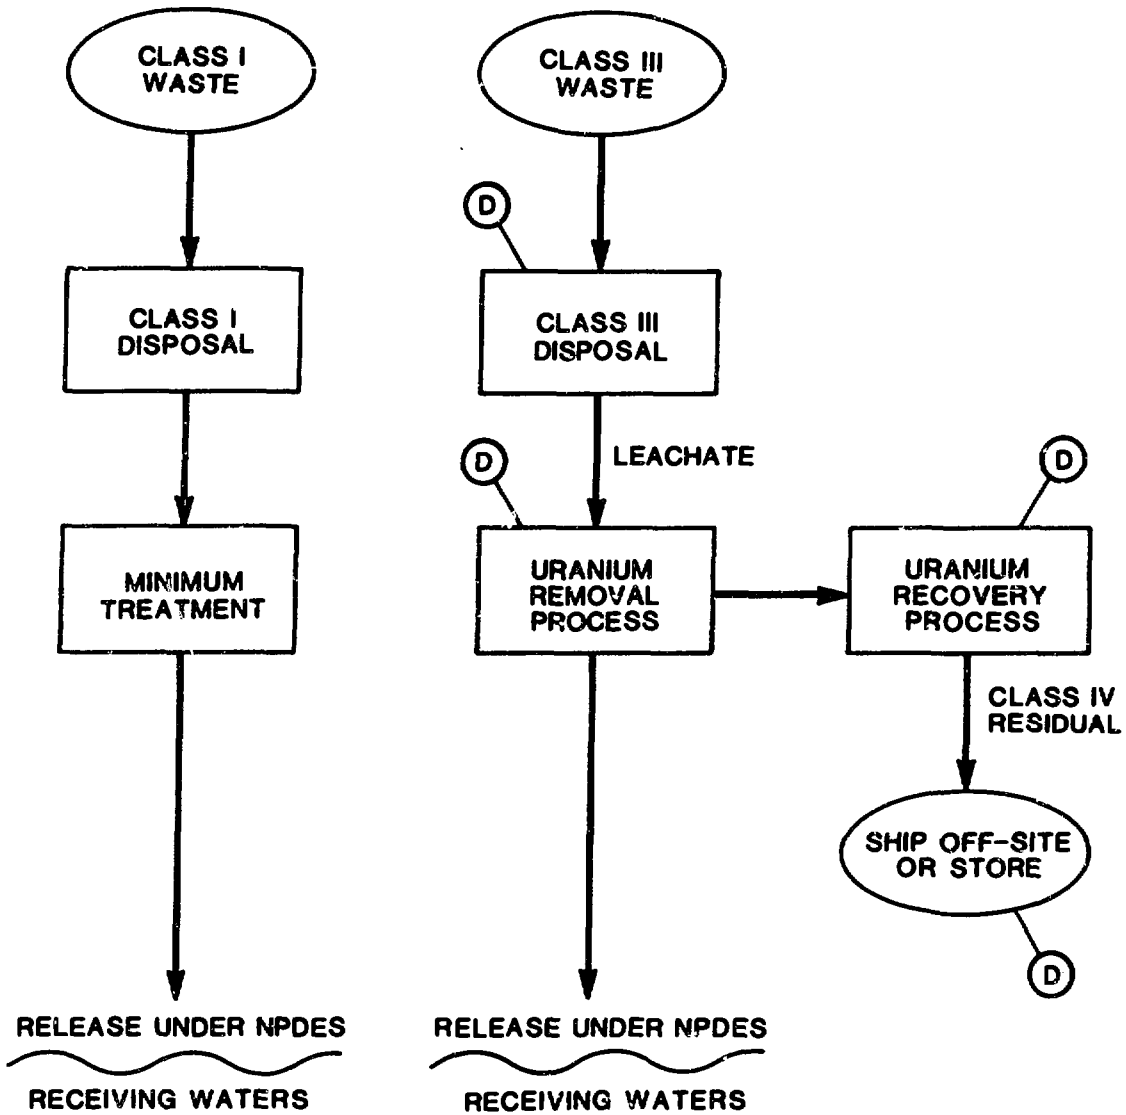 CLASS I
WASTE
CLASS III
WASTE
D
CLASS I
DISPOSAL
CLASS III
DISPOSAL
D
LEACHATE
D
MINIMUM
TREATMENT
URANIUM
REMOVAL
PROCESS
URANIUM
RECOVERY
PROCESS
CLASS IV
RESIDUAL
SHIP OFF-SITE
OR STORE
D
RELEASE UNDER NPDES
RECEIVING WATERS
RELEASE UNDER NPDES
RECEIVING WATERS